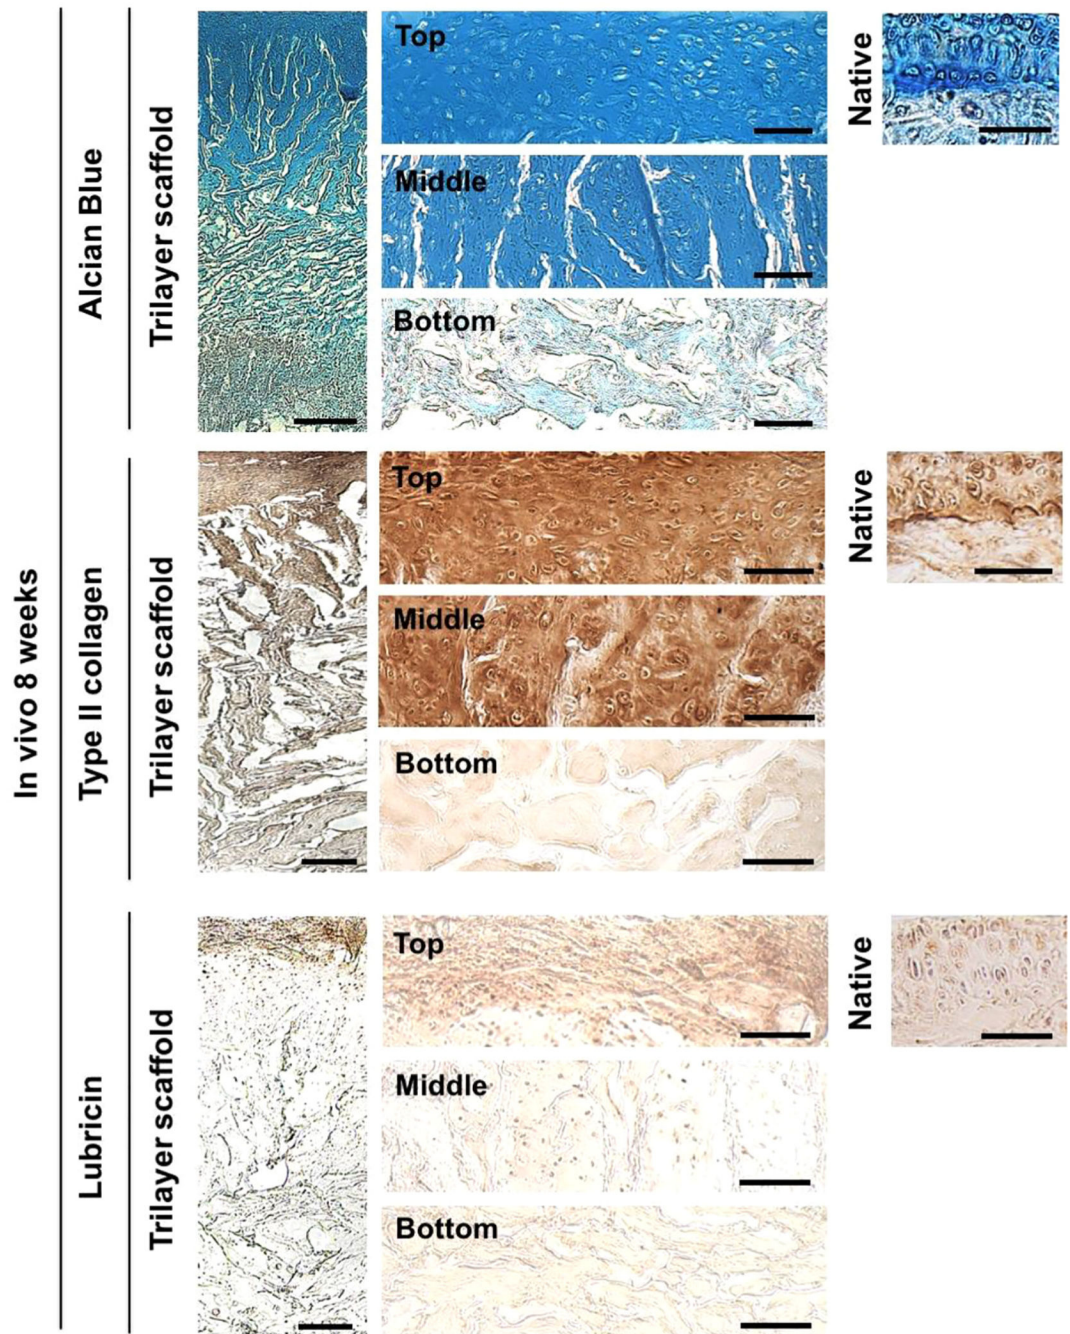 In vivo 8 weeks
Alcian Blue
Trilayer scaffold
Top
Middle
Bottom
Native
Type II collagen
Trilayer scaffold
Top
Middle
Bottom
Native
Lubricin
Trilayer scaffold
Top
Middle
Bottom
Native